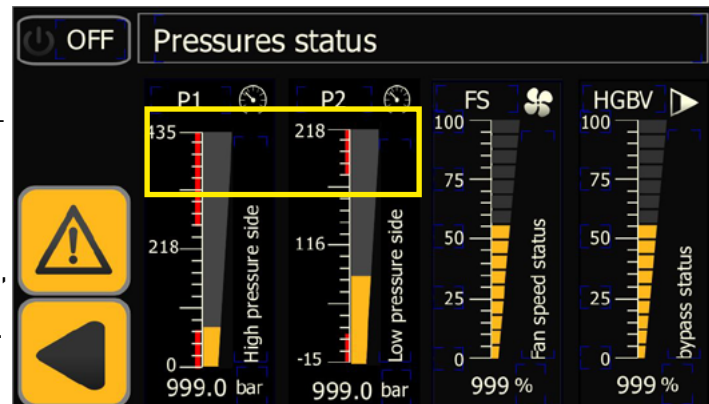 OFF
Pressures status
P1
P2
FS
HGBV
435
218
0
High pressure side
999.0 bar
218
116
-15
Low pressure side
999.0 bar
100
75
50
25
0
Fan speed status
999 %
100
75
50
25
0
bypass status
999 %